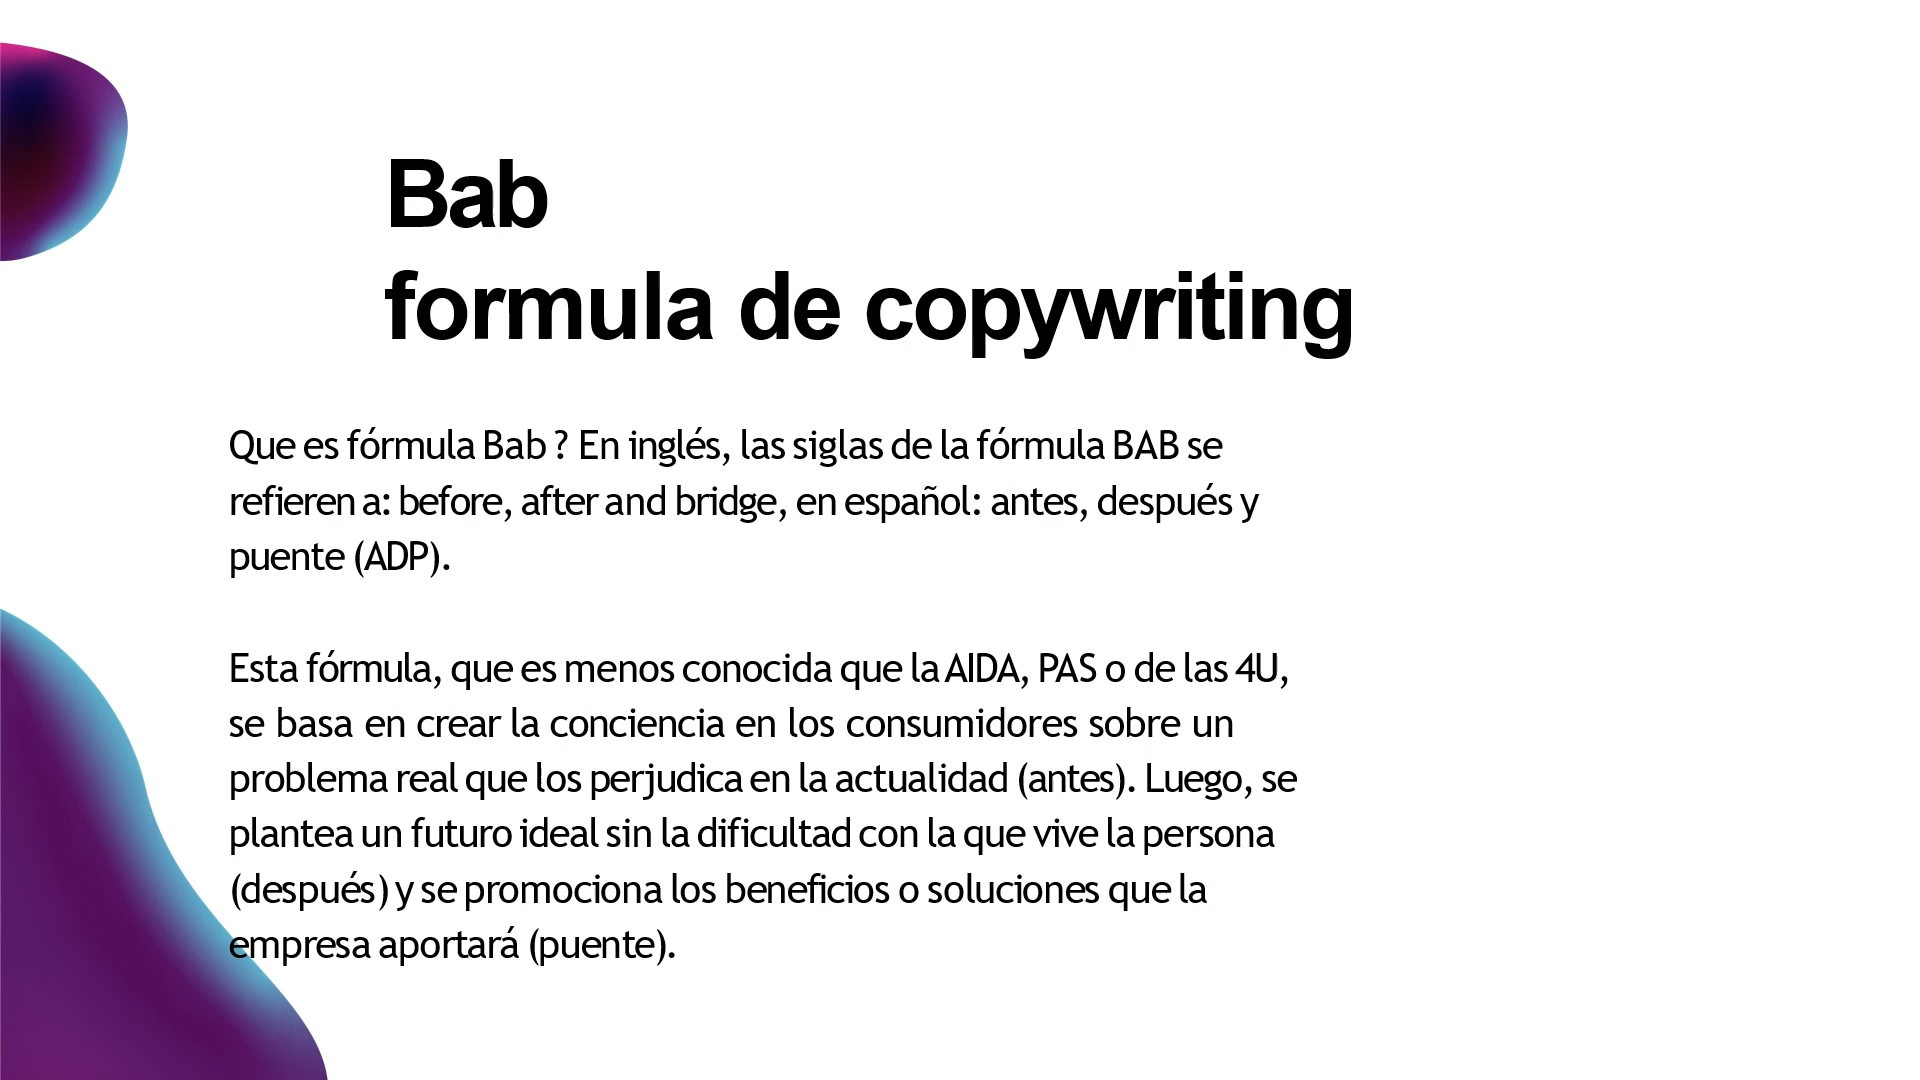 Bab
formula de copywriting
Que es fórmula Bab ? En inglés, las siglas de la fórmula BAB se
refieren a: before, after and bridge, en español: antes, después y
puente (ADP).
Esta fórmula, que es menos conocida que la AIDA, PAS o de las 4U,
se basa en crear la conciencia en los consumidores sobre un
problema real que los perjudica en la actualidad (antes). Luego, se
plantea un futuro ideal sin la dificultad con la que vive la persona
(después) y se promociona los beneficios o soluciones que la
empresa aportará (puente).